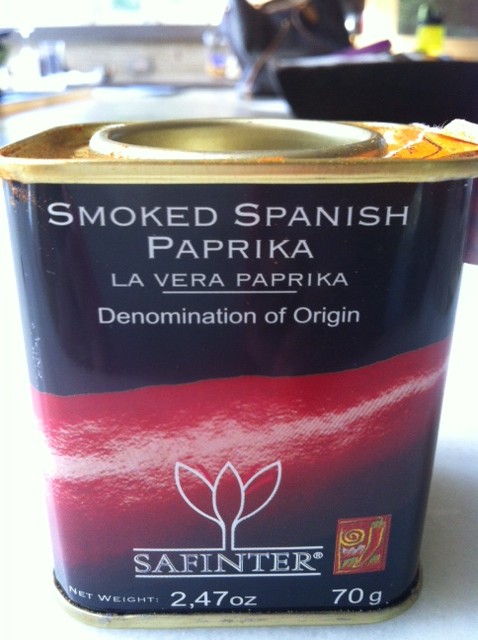 SMOKED SPANISH
PAPRIKA
LA VERA PAPRIKA
Denomination of Origin
SAFINTER®
NET WEIGHT: 2,47oz 70g